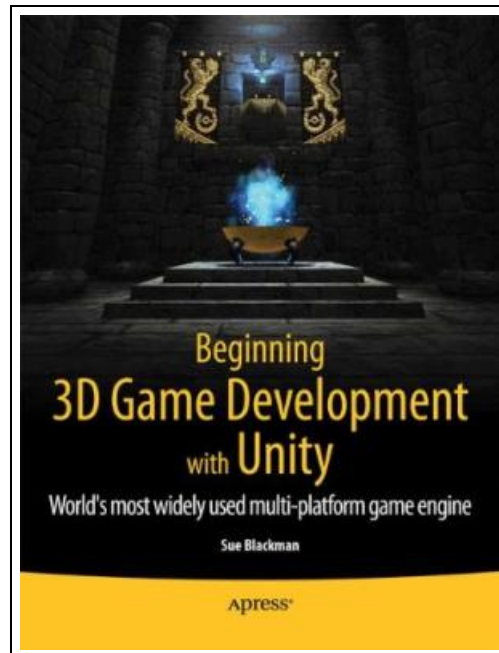 Beginning
3D Game Development
with Unity
World's most widely used multi-platform game engine
Sue Blackman
Apress®